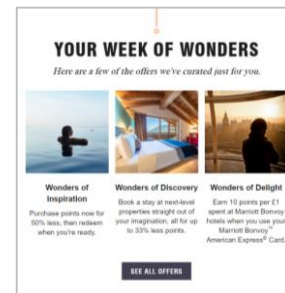 YOUR WEEK OF WONDERS
Here are a few of the offers we've curated just for you.
Wonders of
Inspiration
Purchase points now for
50% less, then redeem
when you're ready.
Wonders of Discovery
Book a stay at next-level
properties straight out of
your imagination, all for up
to 33% less points.
Wonders of Delight
Earn 10 points per £1
spent at Marriott Bonvoy
hotels when you use your
Marriott Bonvoy™
American Express® Card.
SEE ALL OFFERS